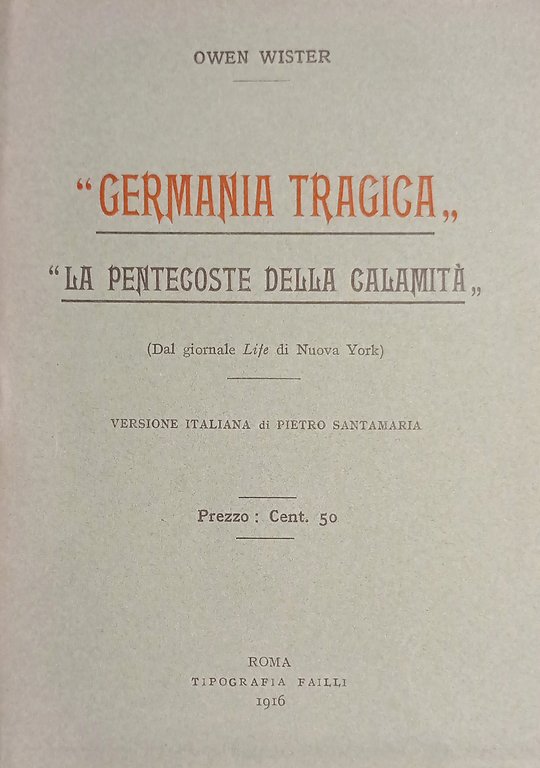 OWEN WISTER
“ GERMANIA TRAGICA „
“ LA PENTECOSTE DELLA CALAMITÀ „
(Dal giornale Life di Nuova York)
VERSIONE ITALIANA di PIETRO SANTAMARIA
Prezzo : Cent. 50
ROMA
TIPOGRAFIA FAILLI
1916